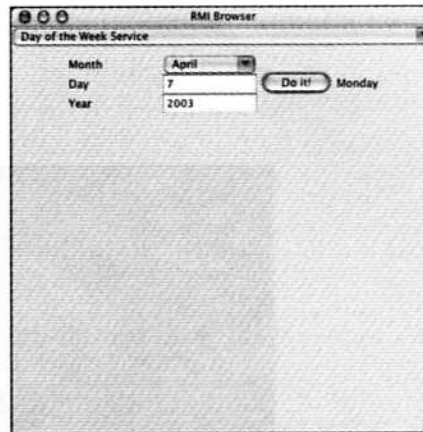 RMI Browser
Day of the Week Service
Month April
Day 7 Do it! Monday
Year 2003